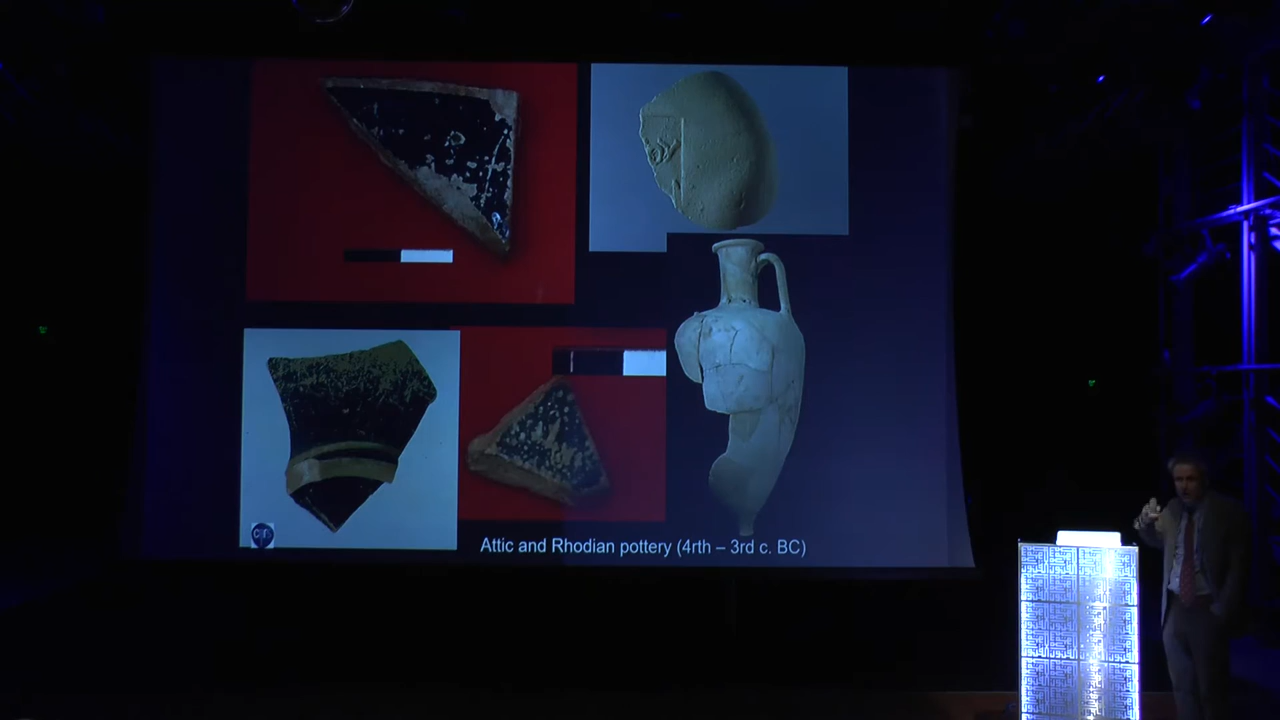 Attic and Rhodian pottery (4rth – 3rd c. BC)